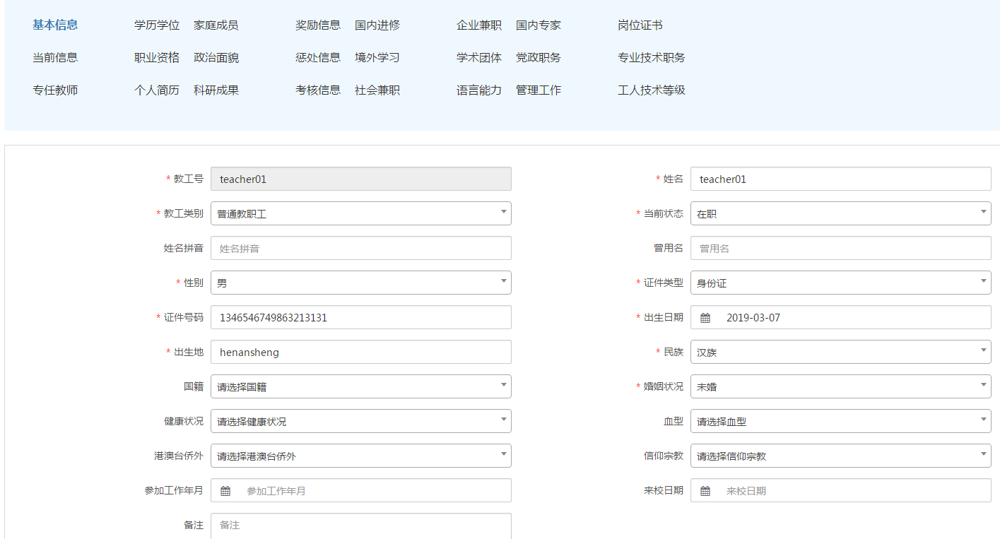 基本信息 学历学位 家庭成员 奖励信息 国内进修 企业兼职 国内专家 岗位证书
当前信息 职业资格 政治面貌 惩处信息 境外学习 学术团体 党政职务 专业技术职务
专任教师 个人简历 科研成果 考核信息 社会兼职 语言能力 管理工作 工人技术等级
* 教工号 teacher01 * 姓名 teacher01
* 教工类别 普通教职工 * 当前状态 在职
姓名拼音 姓名拼音 曾用名 曾用名
* 性别 男 * 证件类型 身份证
* 证件号码 1346546749863213131 * 出生日期 2019-03-07
* 出生地 henansheng * 民族 汉族
国籍 请选择国籍 * 婚姻状况 未婚
健康状况 请选择健康状况 血型 请选择血型
港澳台侨外 请选择港澳台侨外 信仰宗教 请选择信仰宗教
参加工作年月 参加工作年月 来校日期 来校日期
备注 备注